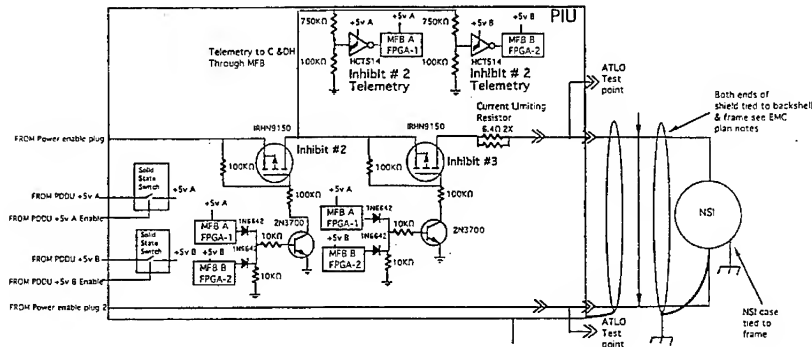 PIU
+5v A
+5v B
750KΩ
MFB A
FPGA-1
750KΩ
MFB B
FPGA-2
Telemetry to C &DH
Through MFB
100KΩ
HCTS14
Inhibit # 2
Telemetry
100KΩ
HCTS14
Inhibit # 2
Telemetry
ATLO
Test
point
Both ends of
shield tied to backshell
& frame see EMC
plan notes
Current Limiting
Resistor
IRHN9150
IRHN9150
6.4Ω 2X
FROM Power enable plug
Inhibit #2
Inhibit #3
100KΩ
100KΩ
Solid
State
Switch
+5v A
100KΩ
100KΩ
FROM PDDU +5v A
FROM PDDU +5v A Enable
NSI
+5v A
MFB A
FPGA-1
1N6642
+5v A
MFB A
FPGA-1
1N6642
2N3700
2N3700
10KΩ
10KΩ
Solid
State
Switch
+5v B
+5v B
1N6642
+5v B
1N6642
FROM PDDU +5v B
MFB B
FPGA-2
10KΩ
MFB B
FPGA-2
10KΩ
FROM PDDU +5v B Enable
FROM Power enable plug 2
ATLO
Test
point
NSI case
tied to
frame